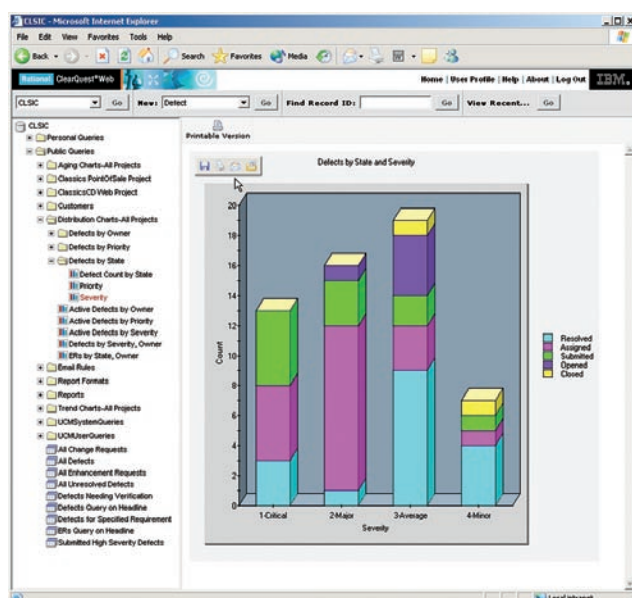 CLSIC - Microsoft Internet Explorer
File Edit View Favorites Tools Help
Back Search Favorites Media
Rational ClearQuest Web Home | User Profile | Help | About | Log Out IBM.
CLSIC Go New: Defect Go Find Record ID: Go View Recent... Go
CLSIC
Personal Queries
Public Queries
Aging Charts-All Projects
Classics PointOfSale Project
ClassicsCD Web Project
Customers
Distribution Charts-All Projects
Defects by Owner
Defects by Priority
Defects by State
Defect Count by State
Priority
Severity
Active Defects by Owner
Active Defects by Priority
Active Defects by Severity
Defects by Severity, Owner
ERs by State, Owner
Email Rules
Report Formats
Reports
Trend Charts-All Projects
UCMSystemQueries
UCMUserQueries
All Change Requests
All Defects
All Enhancement Requests
All Unresolved Defects
Defects Needing Verification
Defects Query on Headline
Defects for Specified Requirement
ERs Query on Headline
Submitted High Severity Defects
Printable Version
Defects by State and Severity
20
18
16
14
12
10
8
6
4
2
0
Count
1-Critical 2-Major 3-Average 4-Minor
Severity
Resolved
Assigned
Submitted
Opened
Closed
Local intranet